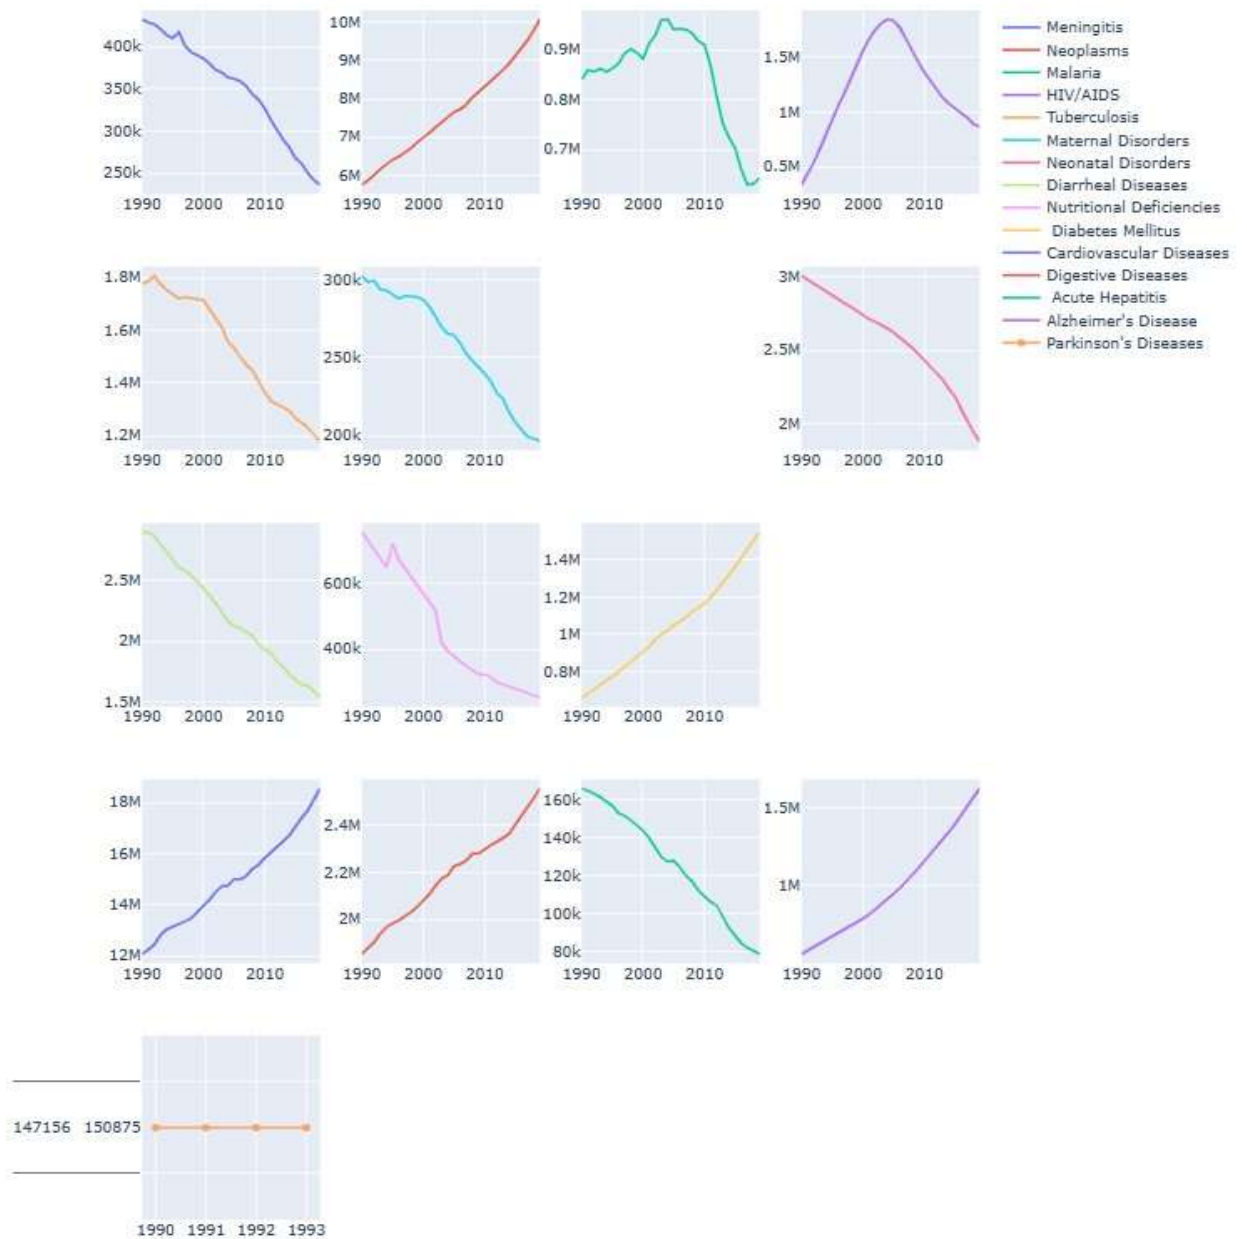 400k
350k
300k
250k
1990 2000 2010
10M
9M
8M
7M
6M
1990 2000 2010
0.9M
0.8M
0.7M
1990 2000 2010
1.5M
1M
0.5M
1990 2000 2010
Meningitis
Neoplasms
Malaria
HIV/AIDS
Tuberculosis
Maternal Disorders
Neonatal Disorders
Diarrheal Diseases
Nutritional Deficiencies
Diabetes Mellitus
Cardiovascular Diseases
Digestive Diseases
Acute Hepatitis
Alzheimer's Disease
Parkinson's Diseases
1.8M
1.6M
1.4M
1.2M
1990 2000 2010
300k
250k
200k
1990 2000 2010
3M
2.5M
2M
1990 2000 2010
2.5M
2M
1.5M
1990 2000 2010
600k
400k
1990 2000 2010
1.4M
1.2M
1M
0.8M
1990 2000 2010
18M
16M
14M
12M
1990 2000 2010
2.4M
2.2M
2M
1990 2000 2010
160k
140k
120k
100k
80k
1990 2000 2010
1.5M
1M
1990 2000 2010
147156 150875
1990 1991 1992 1993